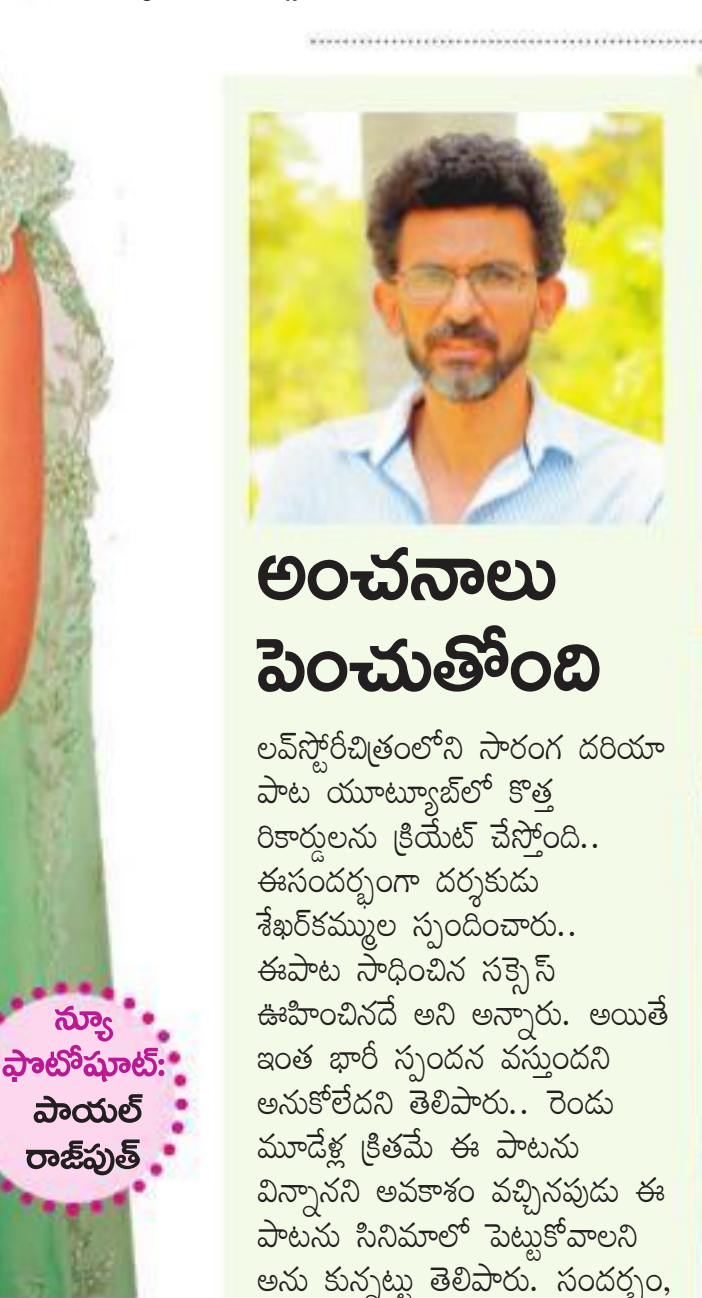 అంచనాలు
పెంచుతోంది
లవ్‌స్టోరీచిత్రంలోని సారంగ దరియా
పాట యూట్యూబ్‌లో కొత్త
రికార్డులను క్రియేట్ చేస్తోంది..
ఈసందర్భంగా దర్శకుడు
శేఖర్‌కమ్ముల స్పందించారు..
ఈపాట సాధించిన సక్సెస్
ఊహించినదే అని అన్నారు. అయితే
ఇంత భారీ స్పందన వస్తుందని
అనుకోలేదని తెలిపారు.. రెండు
మూడేళ్ల క్రితమే ఈ పాటను
విన్నానని అవకాశం వచ్చినపుడు ఈ
పాటను సినిమాలో పెట్టుకోవాలని
అను కున్నట్టు తెలిపారు. సందర్భం,
న్యూ
ఫొటోషూట్:
పాయల్
రాజ్‌పుత్